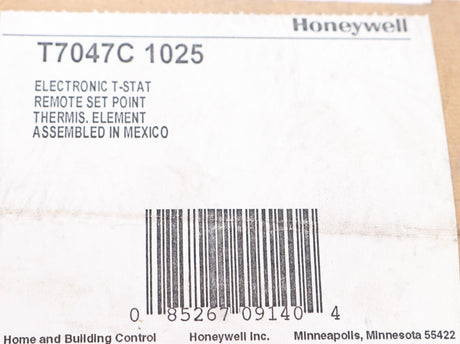 Honeywell
T7047C 1025
ELECTRONIC T-STAT
REMOTE SET POINT
THERMIS. ELEMENT
ASSEMBLED IN MEXICO
0 85267 09140 4
Home and Building Control Honeywell Inc. Minneapolis, Minnesota 55422